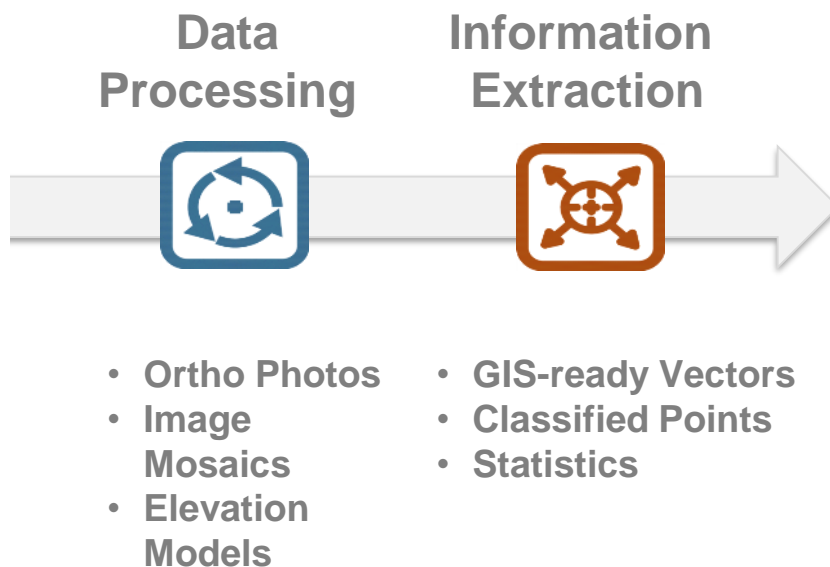 Data
Processing
Information
Extraction
• Ortho Photos
• Image
Mosaics
• Elevation
Models
• GIS-ready Vectors
• Classified Points
• Statistics